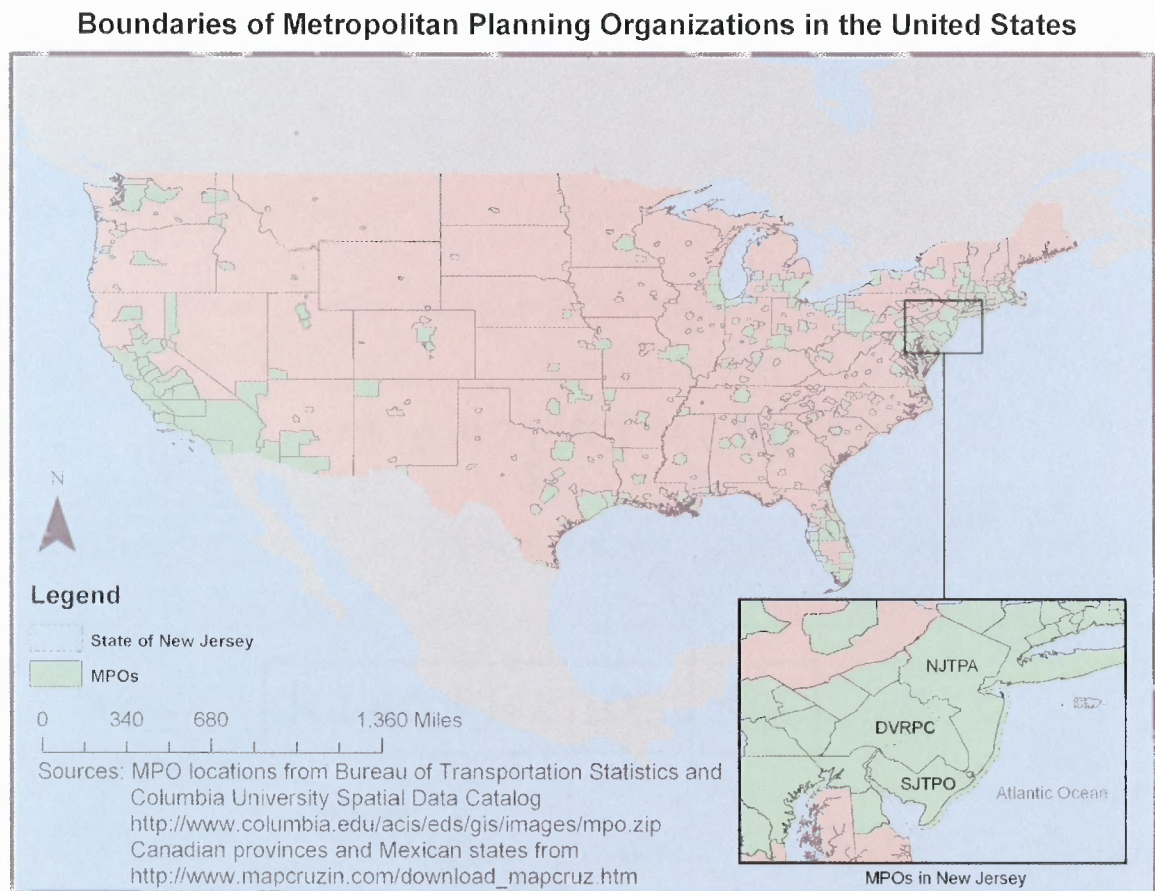 Boundaries of Metropolitan Planning Organizations in the United States
N
Legend
State of New Jersey
MPOs
0 340 680 1,360 Miles
Sources: MPO locations from Bureau of Transportation Statistics and
Columbia University Spatial Data Catalog
http://www.columbia.edu/acis/eds/gis/images/mpo.zip
Canadian provinces and Mexican states from
http://www.mapcruzin.com/download_mapcruz.htm
NJTPA
DVRPC
SJTPO
Atlantic Ocean
MPOs in New Jersey